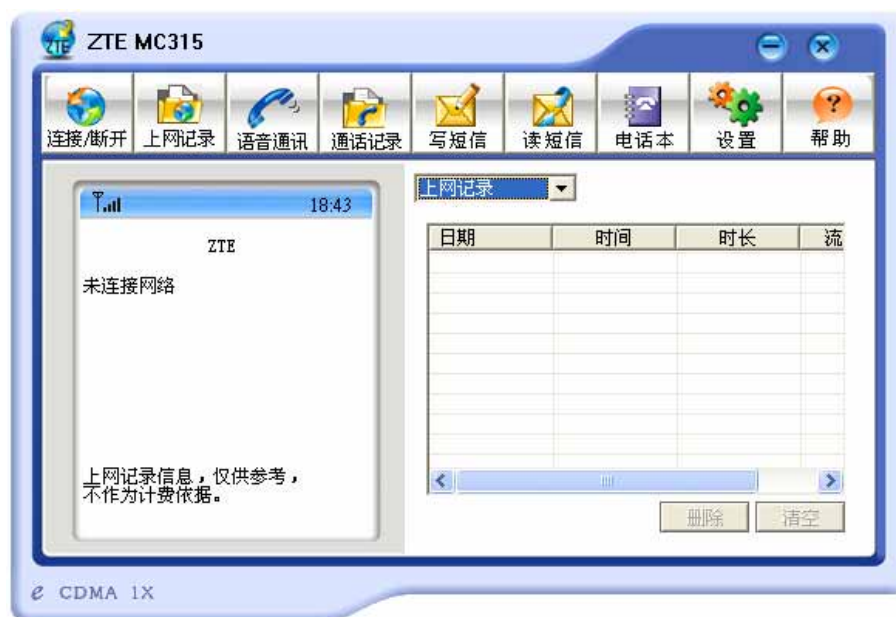 ZTE ZTE MC315
连接/断开 上网记录 语音通讯 通话记录 写短信 读短信 电话本 设置 帮助
18:43
ZTE
未连接网络
上网记录信息，仅供参考，
不作为计费依据。
上网记录
日期 时间 时长 流
删除 清空
e CDMA 1X